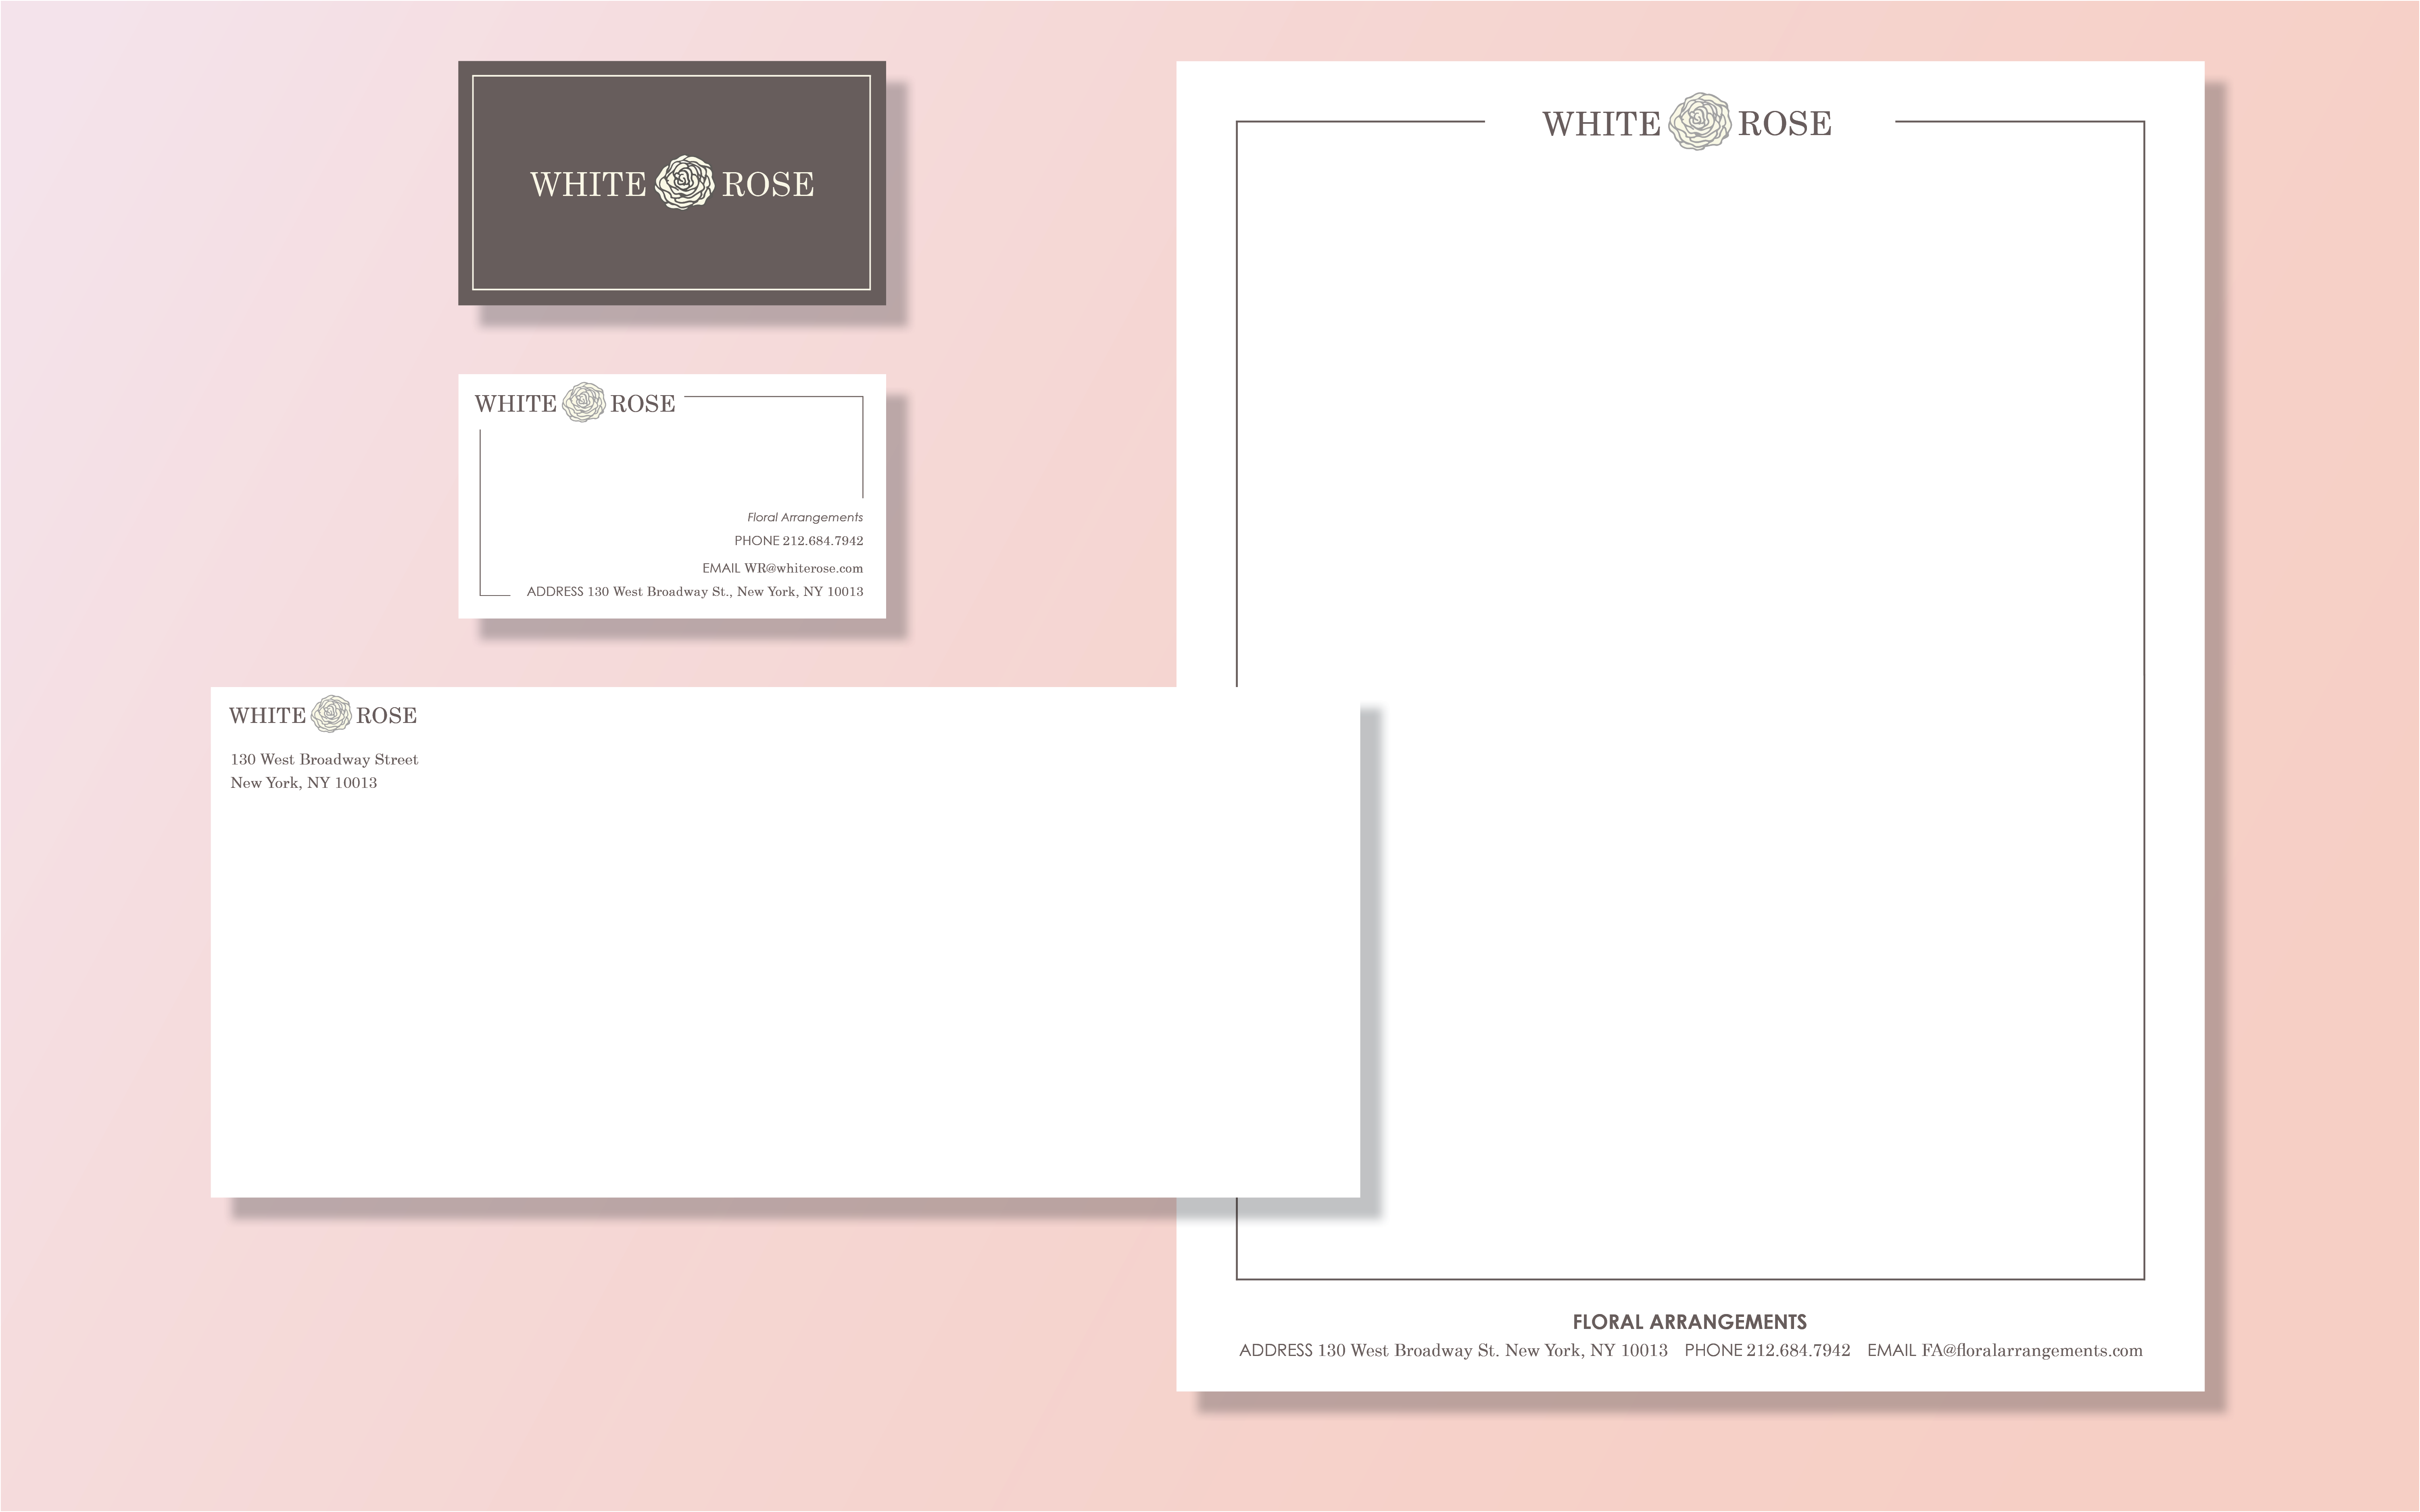 WHITE ROSE
WHITE ROSE
Floral Arrangements
PHONE 212.684.7942
EMAIL WR@whiterose.com
ADDRESS 130 West Broadway St., New York, NY 10013
WHITE ROSE
130 West Broadway Street
New York, NY 10013
WHITE ROSE
FLORAL ARRANGEMENTS
ADDRESS 130 West Broadway St. New York, NY 10013 PHONE 212.684.7942 EMAIL FA@floralarrangements.com